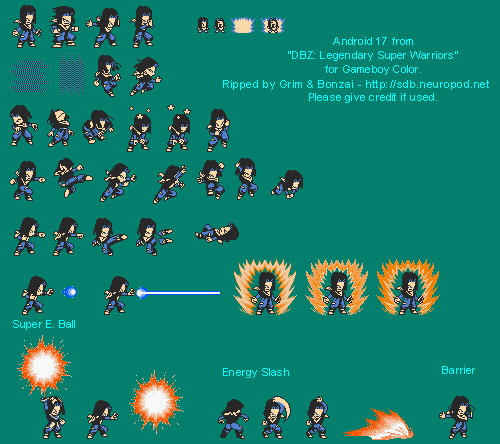 Android 17 from
"DBZ: Legendary Super Warriors"
for Gameboy Color.
Ripped by Grim & Bonzai - http://sdb.neuropod.net
Please give credit if used.
Super E. Ball
Energy Slash
Barrier